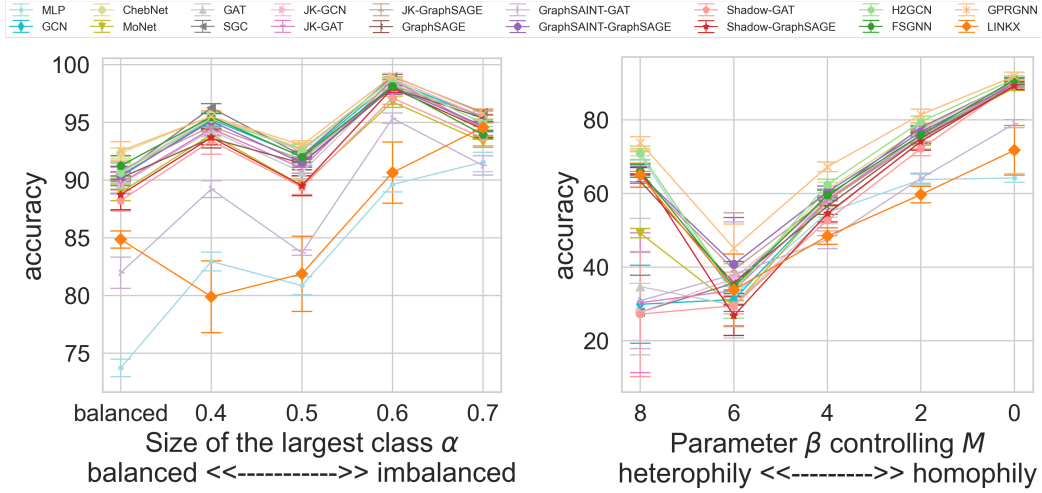 MLP ChebNet GAT JK-GCN JK-GraphSAGE GraphSAINT-GAT Shadow-GAT H2GCN GPRGNN
GCN MoNet SGC JK-GAT GraphSAGE GraphSAINT-GraphSAGE Shadow-GraphSAGE FSGNN LINKX
100
95
90
85
80
75
accuracy
balanced 0.4 0.5 0.6 0.7
Size of the largest class α
balanced <<----------->> imbalanced
80
60
40
20
accuracy
8 6 4 2 0
Parameter β controlling M
heterophily <<--------->> homophily